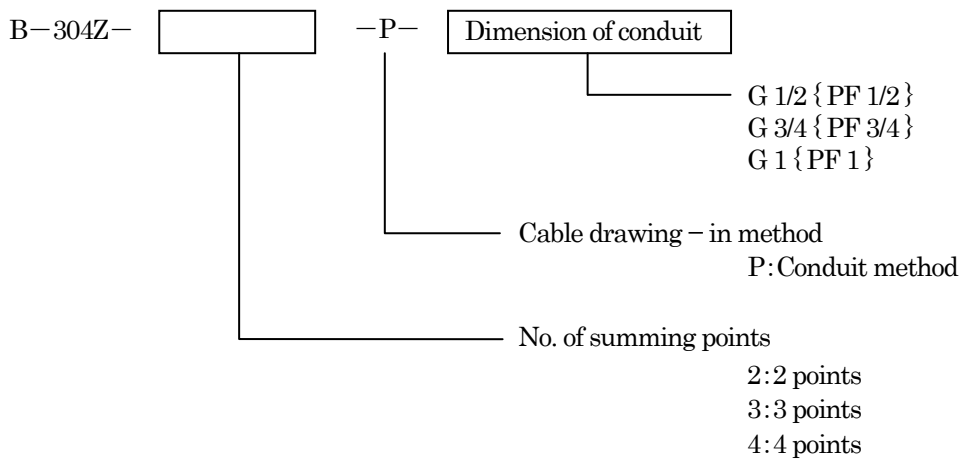 B−304Z− −P− Dimension of conduit
G 1/2 { PF 1/2 }
G 3/4 { PF 3/4 }
G 1 { PF 1 }
Cable drawing − in method
P:Conduit method
No. of summing points
2:2 points
3:3 points
4:4 points